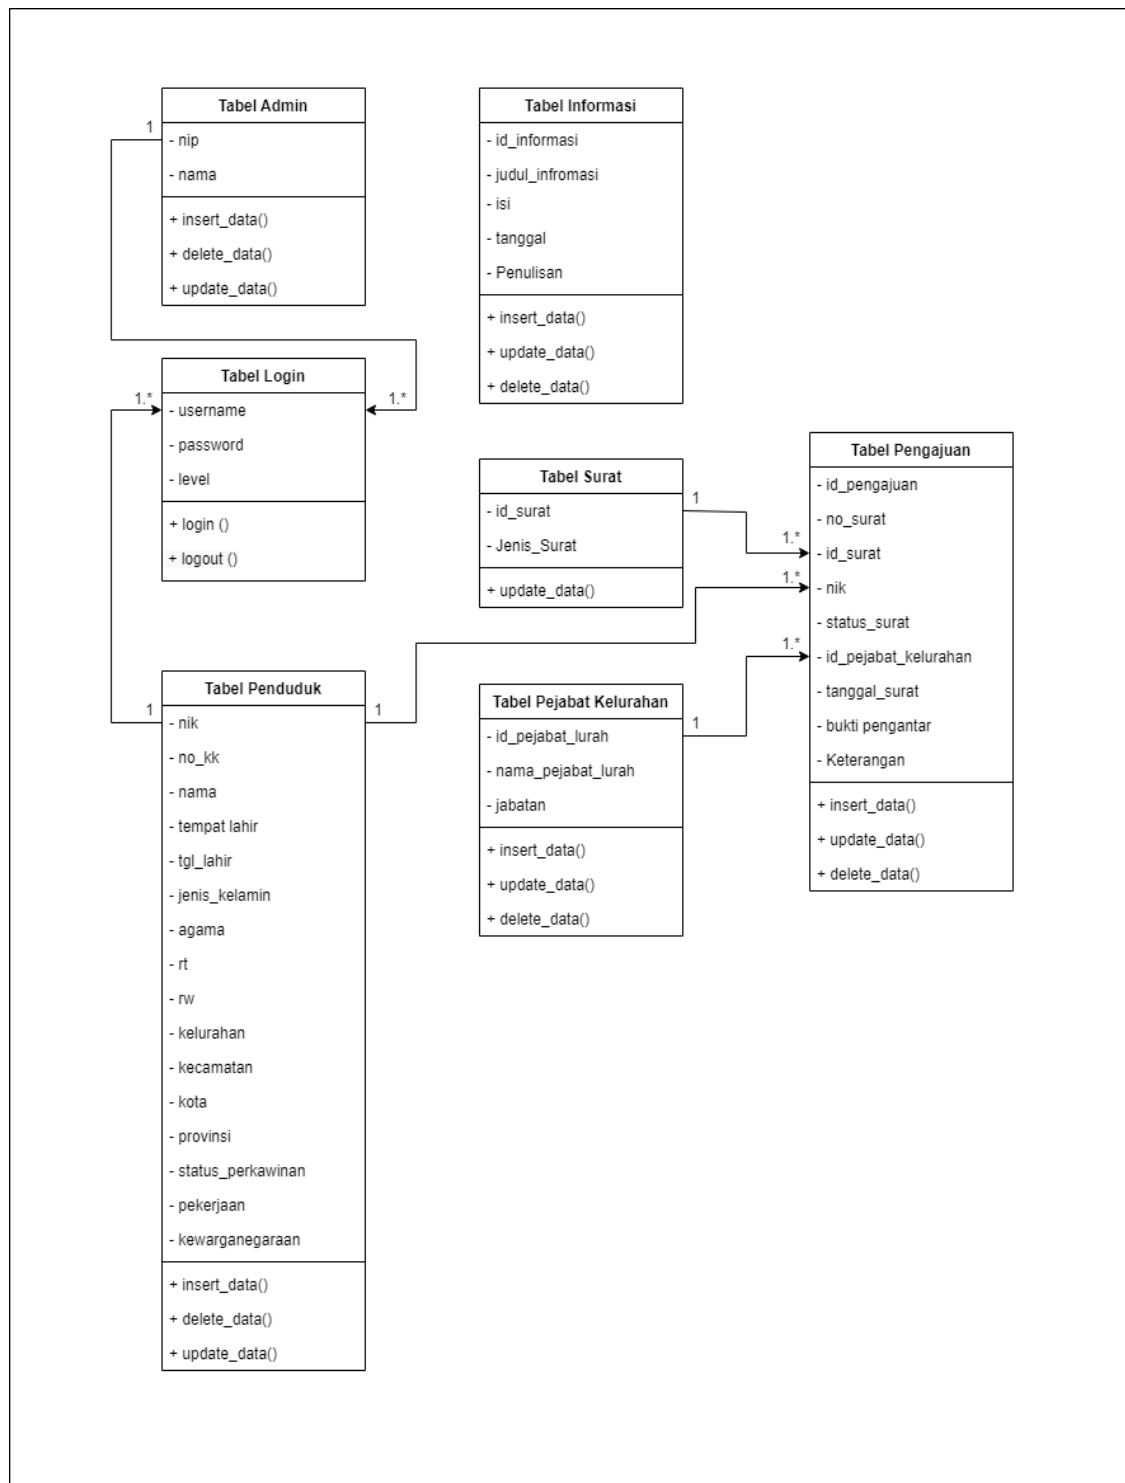 Tabel Admin
1
- nip
- nama
+ insert_data()
+ delete_data()
+ update_data()
Tabel Informasi
- id_informasi
- judul_infromasi
- isi
- tanggal
- Penulisan
+ insert_data()
+ update_data()
+ delete_data()
Tabel Login
1.*
1.*
- username
- password
- level
+ login ()
+ logout ()
Tabel Surat
1
- id_surat
- Jenis_Surat
+ update_data()
Tabel Pengajuan
- id_pengajuan
- no_surat
1.*
- id_surat
1.*
- nik
- status_surat
1.*
- id_pejabat_kelurahan
- tanggal_surat
- bukti pengantar
- Keterangan
+ insert_data()
+ update_data()
+ delete_data()
Tabel Penduduk
1
1
- nik
- no_kk
- nama
- tempat lahir
- tgl_lahir
- jenis_kelamin
- agama
- rt
- rw
- kelurahan
- kecamatan
- kota
- provinsi
- status_perkawinan
- pekerjaan
- kewarganegaraan
+ insert_data()
+ delete_data()
+ update_data()
Tabel Pejabat Kelurahan
1
- id_pejabat_lurah
- nama_pejabat_lurah
- jabatan
+ insert_data()
+ update_data()
+ delete_data()